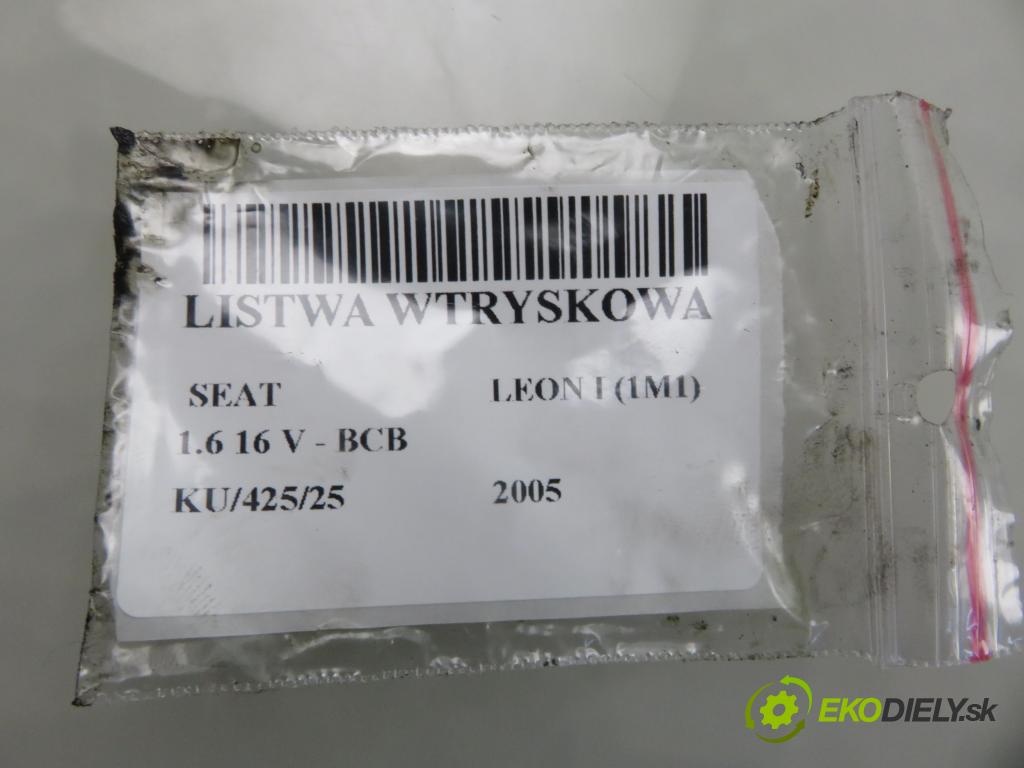 LISTWA WTRYSKOWA
SEAT LEON I (1M1)
1.6 16 V - BCB
KU/425/25 2005
EKODIELY.sk